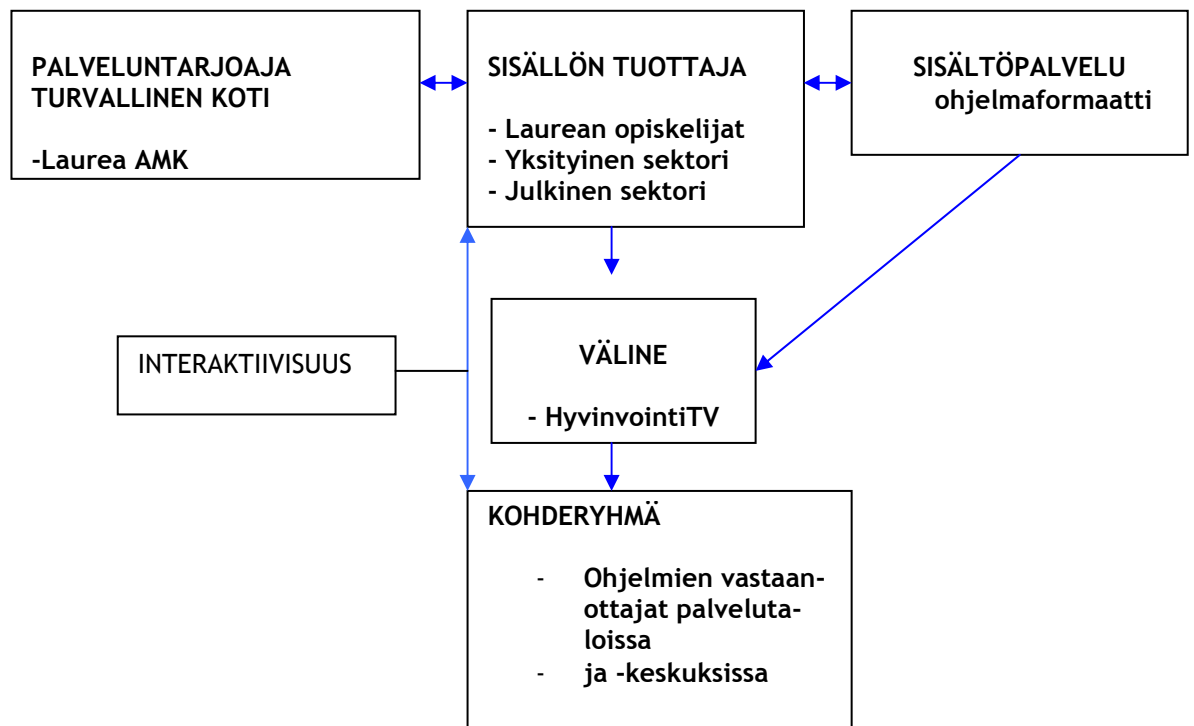 PALVELUNTARJOAJA
TURVALLINEN KOTI
-Laurea AMK
SISÄLLÖN TUOTTAJA
- Laurean opiskelijat
- Yksityinen sektori
- Julkinen sektori
SISÄLTÖPALVELU
ohjelmaformaatti
INTERAKTIIVISUUS
VÄLINE
- HyvinvointiTV
KOHDERYHMÄ
- Ohjelmien vastaan-
ottajat palveluta-
loissa
- ja -keskuksissa